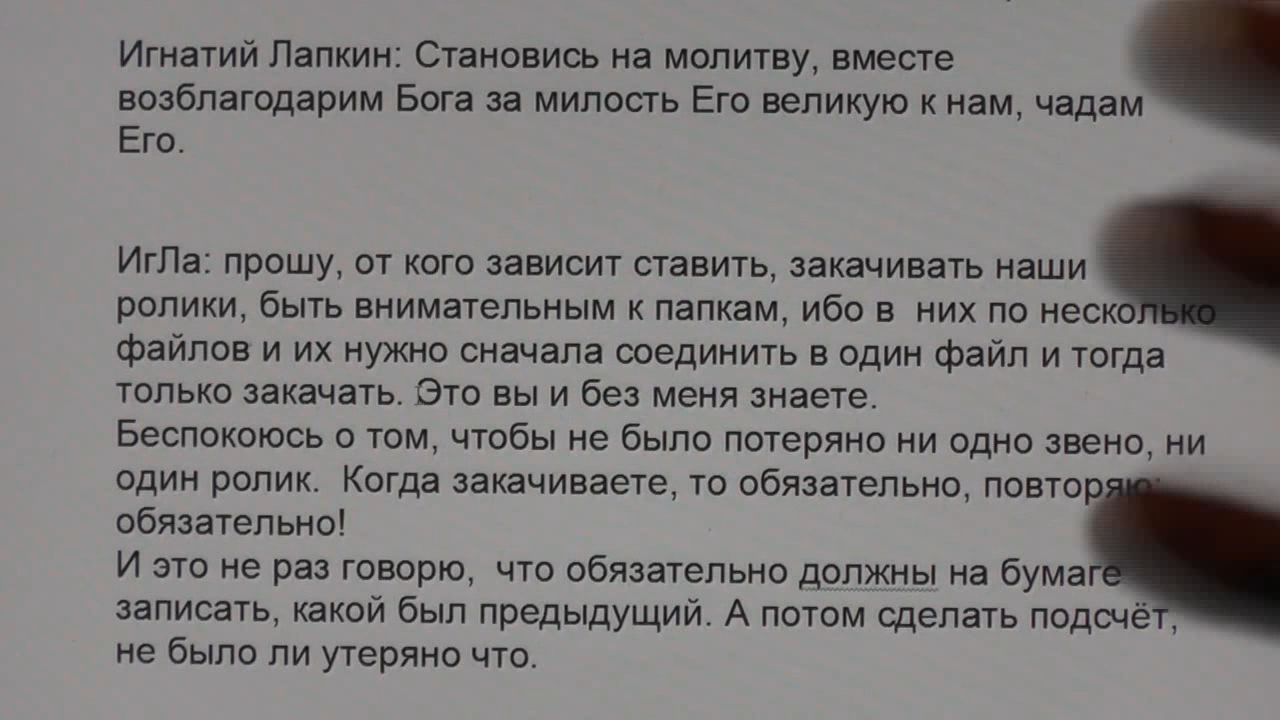 Игнатий Лапкин: Становись на молитву, вместе
возблагодарим Бога за милость Его великую к нам, чадам
Его.
ИгЛа: прошу, от кого зависит ставить, закачивать наши
ролики, быть внимательным к папкам, ибо в  них по несколько
файлов и их нужно сначала соединить в один файл и тогда
только закачать. Это вы и без меня знаете.
Беспокоюсь о том, чтобы не было потеряно ни одно звено, ни
один ролик.  Когда закачиваете, то обязательно, повторяю:
обязательно!
И это не раз говорю,  что обязательно должны на бумаге
записать, какой был предыдущий. А потом сделать подсчёт,
не было ли утеряно что.